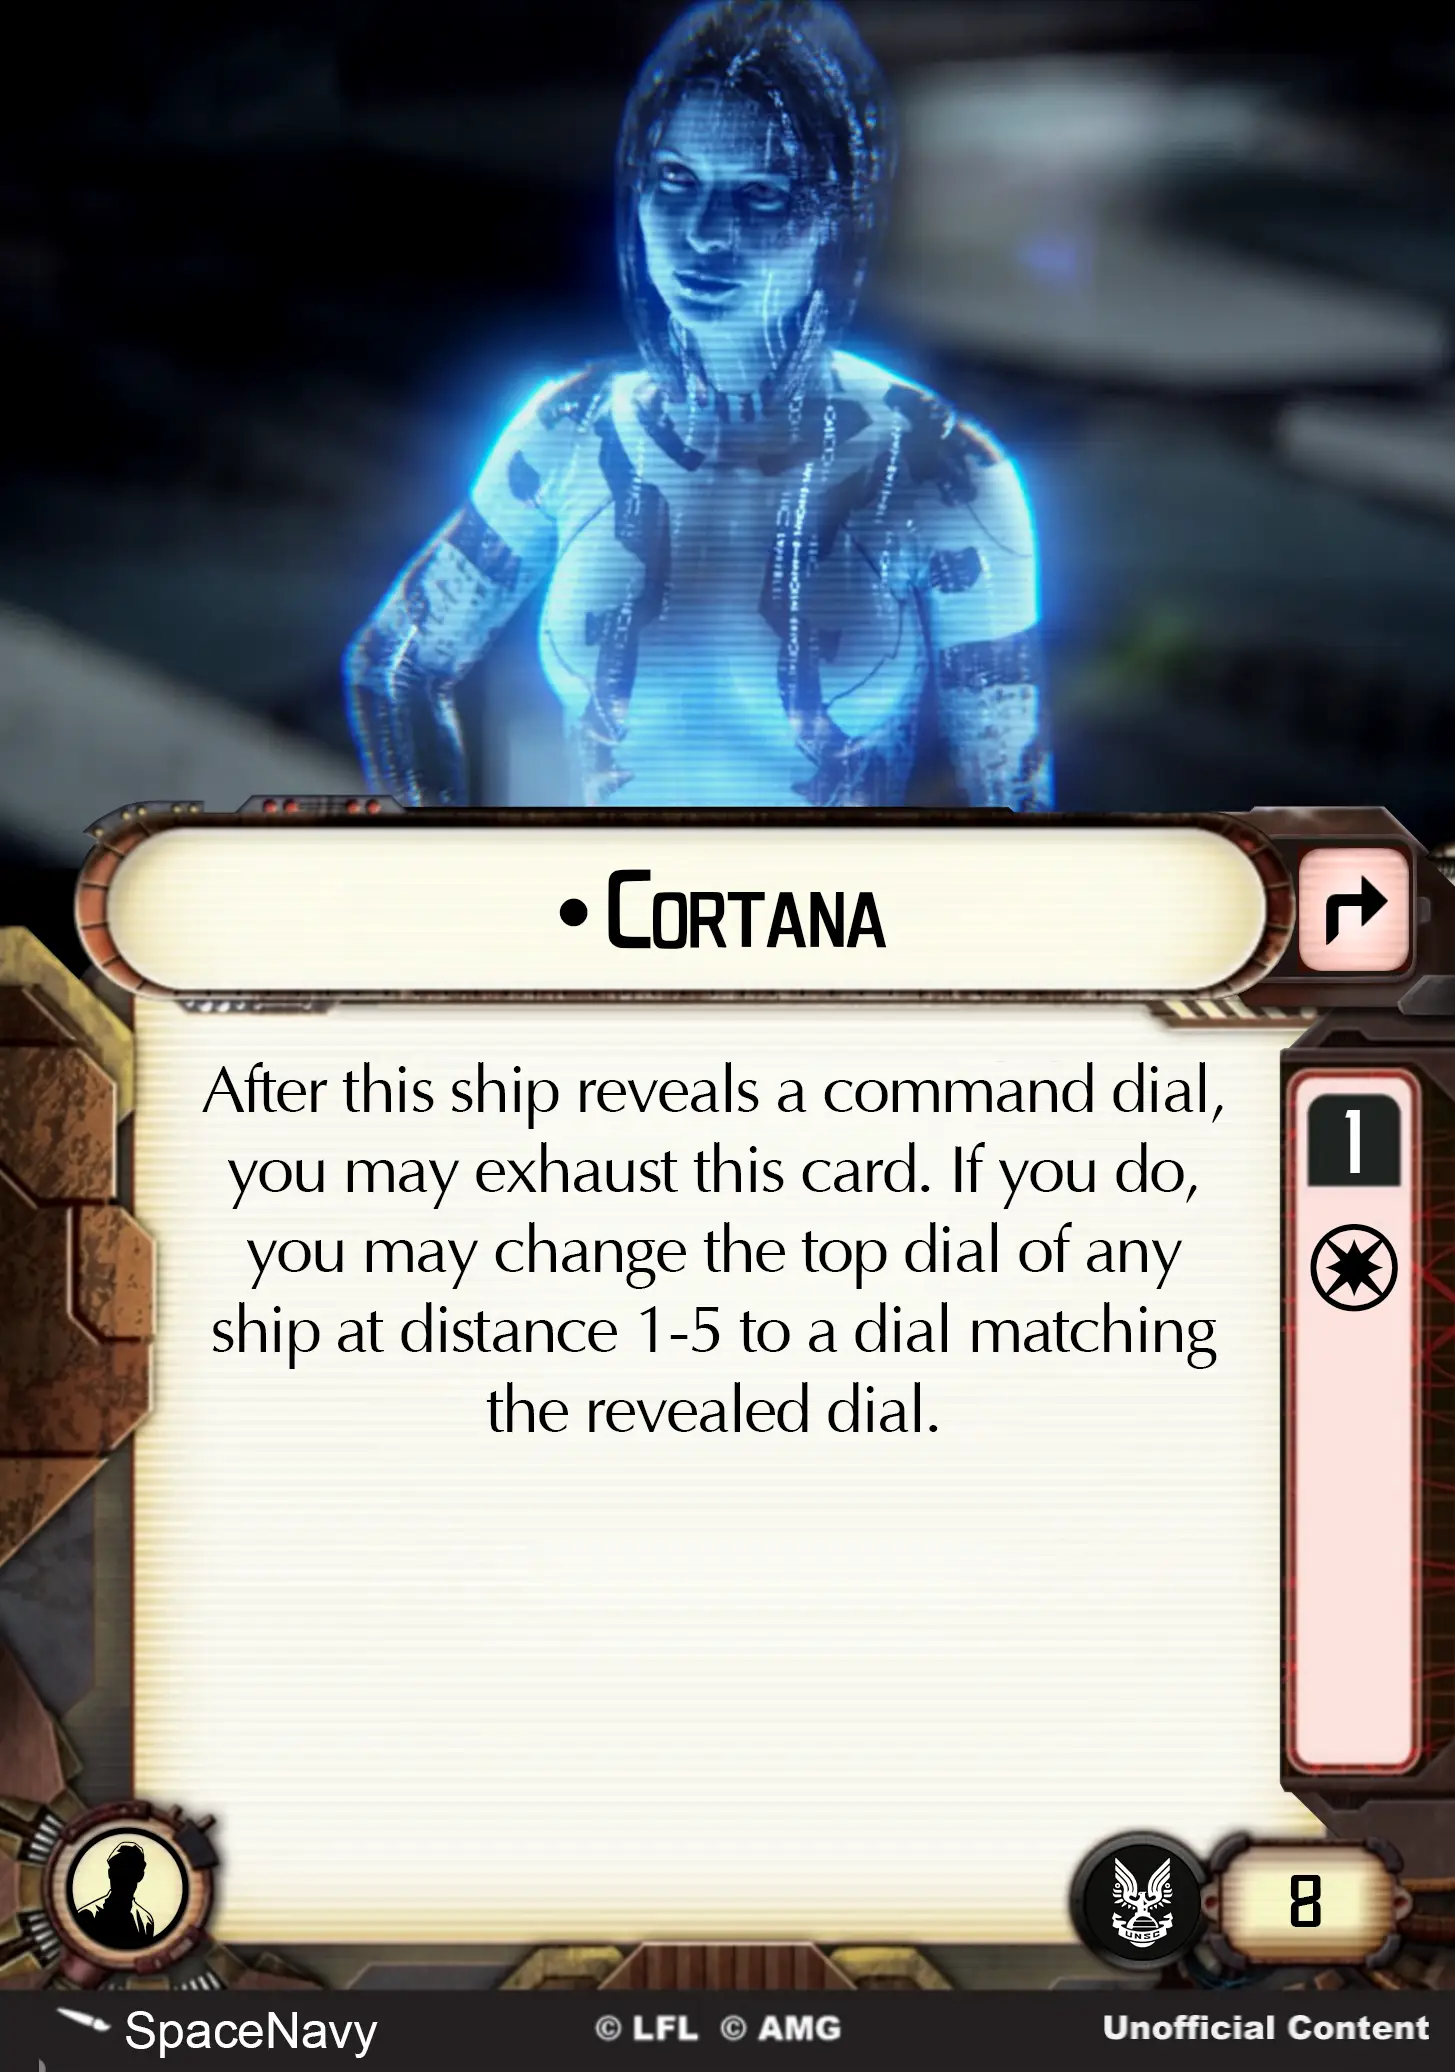 • Cortana
After this ship reveals a command dial,
you may exhaust this card. If you do,
you may change the top dial of any
ship at distance 1-5 to a dial matching
the revealed dial.
1
UNSC
8
SpaceNavy
© LFL © AMG
Unofficial Content